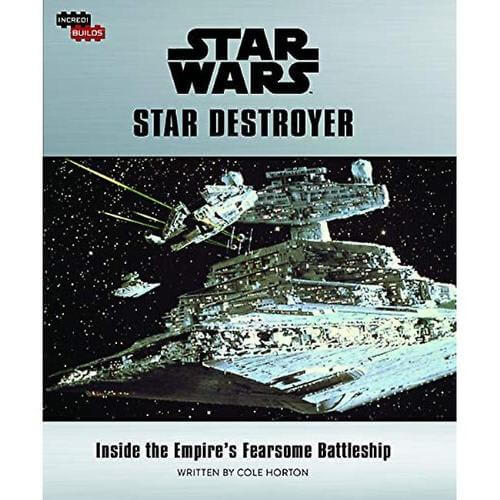 INCREDI
BUILDS
STAR
WARS
STAR DESTROYER
Inside the Empire's Fearsome Battleship
WRITTEN BY COLE HORTON